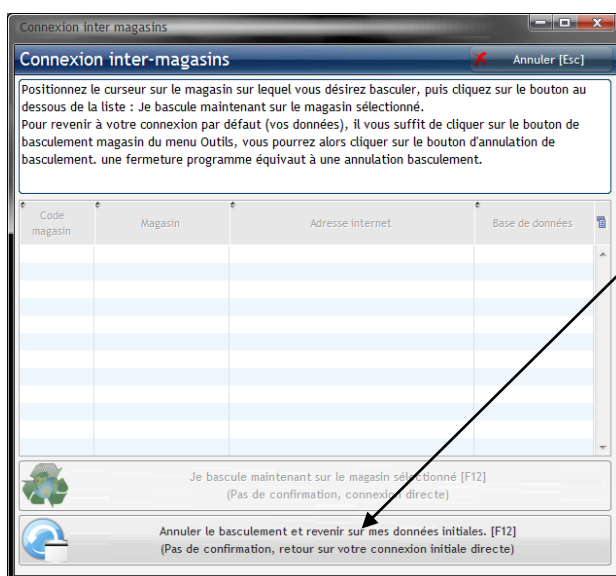 Connexion inter magasins
Connexion inter-magasins
Annuler [Esc]
Positionnez le curseur sur le magasin sur lequel vous désirez basculer, puis cliquez sur le bouton au
dessous de la liste : Je bascule maintenant sur le magasin sélectionné.
Pour revenir à votre connexion par défaut (vos données), il vous suffit de cliquer sur le bouton de
basculement magasin du menu Outils, vous pourrez alors cliquer sur le bouton d'annulation de
basculement. une fermeture programme équivaut à une annulation basculement.
Code
magasin
Magasin
Adresse internet
Base de données
Je bascule maintenant sur le magasin sélectionné [F12]
(Pas de confirmation, connexion directe)
Annuler le basculement et revenir sur mes données initiales. [F12]
(Pas de confirmation, retour sur votre connexion initiale directe)